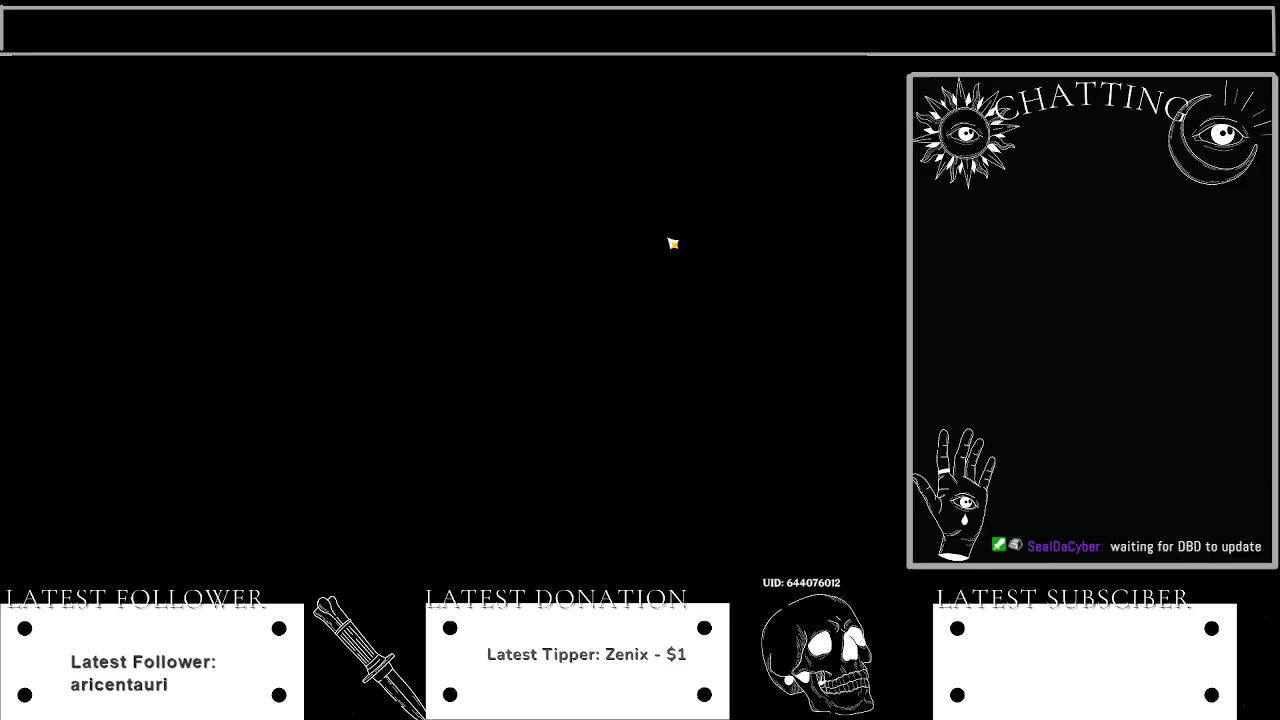 CHATTING
SealDaCyber: waiting for DBD to update
UID: 644076012
LATEST FOLLOWER
LATEST DONATION
LATEST SUBSCIBER
Latest Follower:
aricentauri
Latest Tipper: Zenix - $1